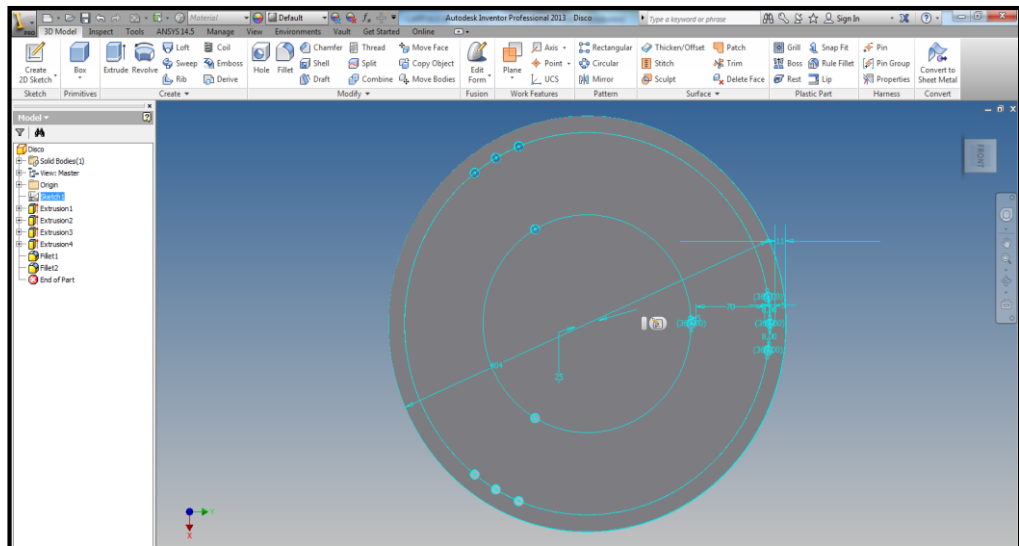 PRO
Material
Default
Autodesk Inventor Professional 2013 Disco
Type a keyword or phrase
Sign In
3D Model Inspect Tools ANSYS 14.5 Manage View Environments Vault Get Started Online
Create 2D Sketch
Box
Extrude Revolve
Loft
Sweep
Rib
Coil
Emboss
Derive
Hole Fillet
Chamfer
Shell
Draft
Thread
Split
Combine
Move Face
Copy Object
Move Bodies
Edit Form
Plane
Axis
Point
UCS
Rectangular
Circular
Mirror
Thicken/Offset
Stitch
Sculpt
Patch
Trim
Delete Face
Grill
Boss
Rest
Snap Fit
Rule Fillet
Lip
Pin
Pin Group
Properties
Convert to Sheet Metal
Sketch Primitives Create Modify Fusion Work Features Pattern Surface Plastic Part Harness Convert
Model
Disco
Solid Bodies(1)
View: Master
Origin
Sketch1
Extrusion1
Extrusion2
Extrusion3
Extrusion4
Fillet1
Fillet2
End of Part
FRONT
11
70
8,00
25
Y
X